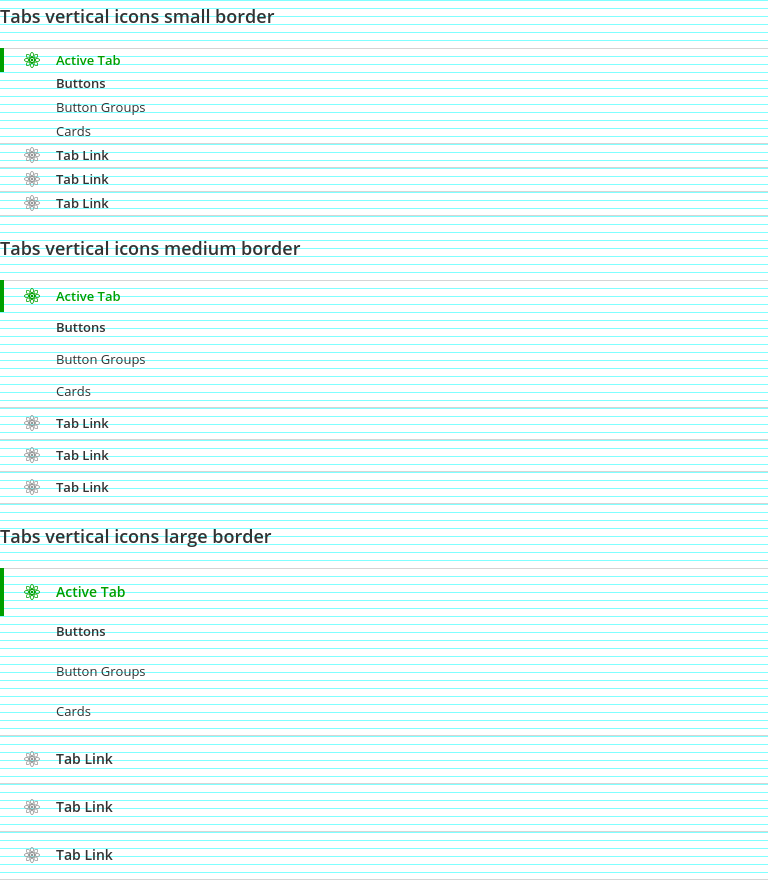 Tabs vertical icons small border
Active Tab
Buttons
Button Groups
Cards
Tab Link
Tab Link
Tab Link
Tabs vertical icons medium border
Active Tab
Buttons
Button Groups
Cards
Tab Link
Tab Link
Tab Link
Tabs vertical icons large border
Active Tab
Buttons
Button Groups
Cards
Tab Link
Tab Link
Tab Link